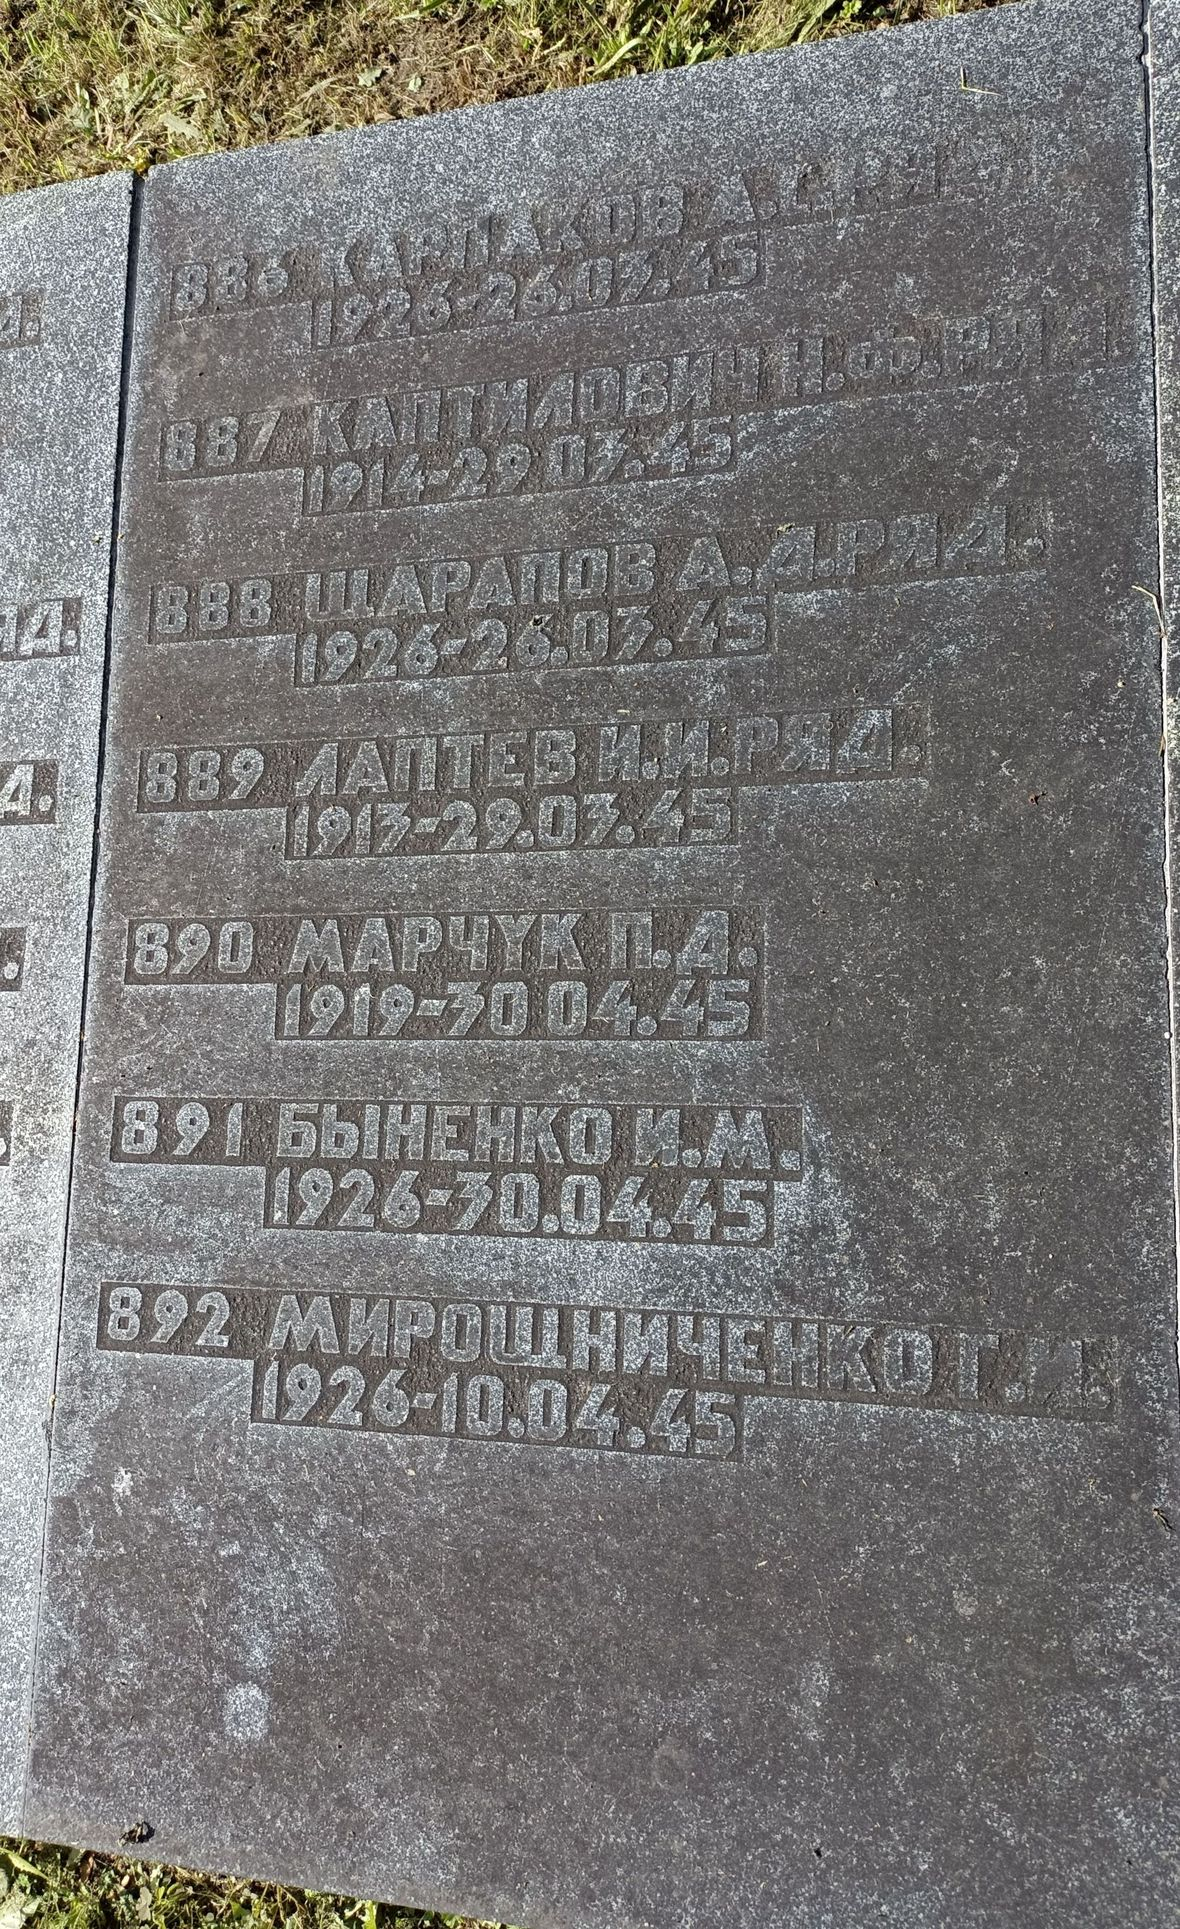 886 КАРПАКОВ А.
1926-26.03.45
887 КАПТИЛОВИЧ Н.Ф.РЯД.
1914-29.03.45
888 ШАРАПОВ А.Д.РЯД.
1926-26.03.45
889 ЛАПТЕВ И.И.РЯД.
1913-29.03.45
890 МАРЧУК П.Д.
1919-30 04.45
891 БЫНЕНКО И.М.
1926-30.04.45
892 МИРОШНИЧЕНКО Г.И.
1926-10.04.45